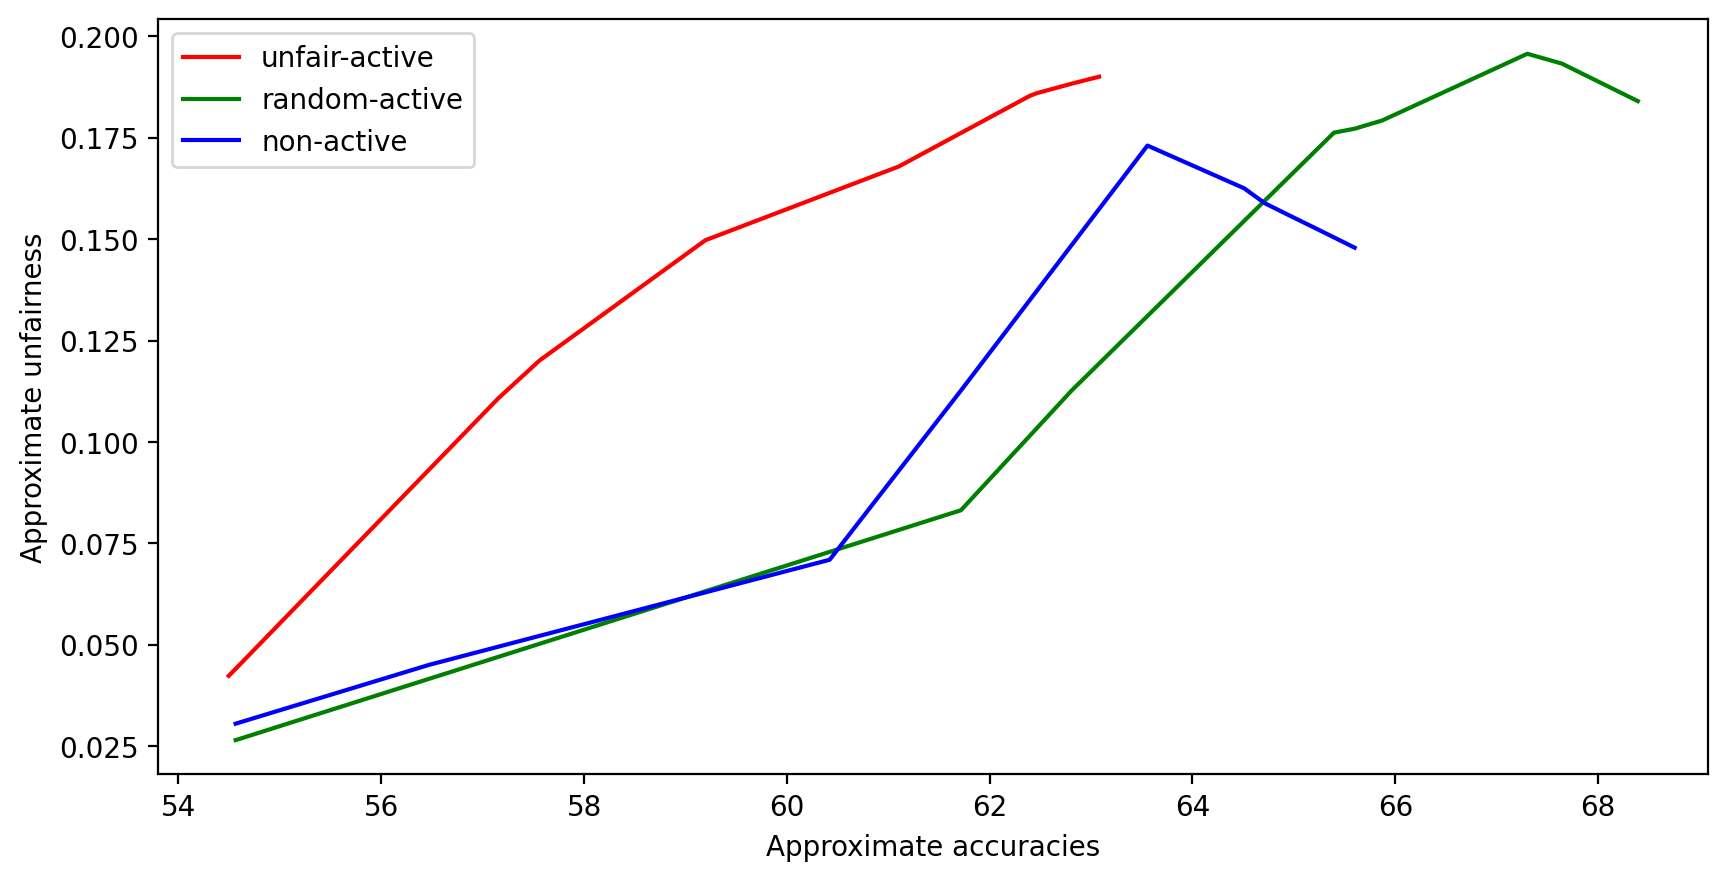 unfair-active
random-active
non-active
0.200
0.175
0.150
0.125
0.100
0.075
0.050
0.025
Approximate unfairness
54 56 58 60 62 64 66 68
Approximate accuracies